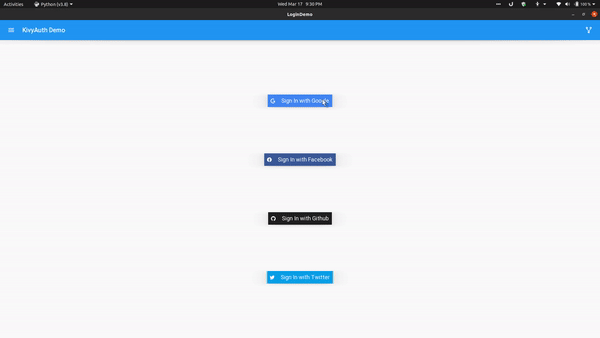 Activities
Python (v3.8)
Wed Mar 17 9:30 PM
100 %
LoginDemo
KivyAuth Demo
Sign In with Google
Sign In with Facebook
Sign In with Github
Sign In with Twitter